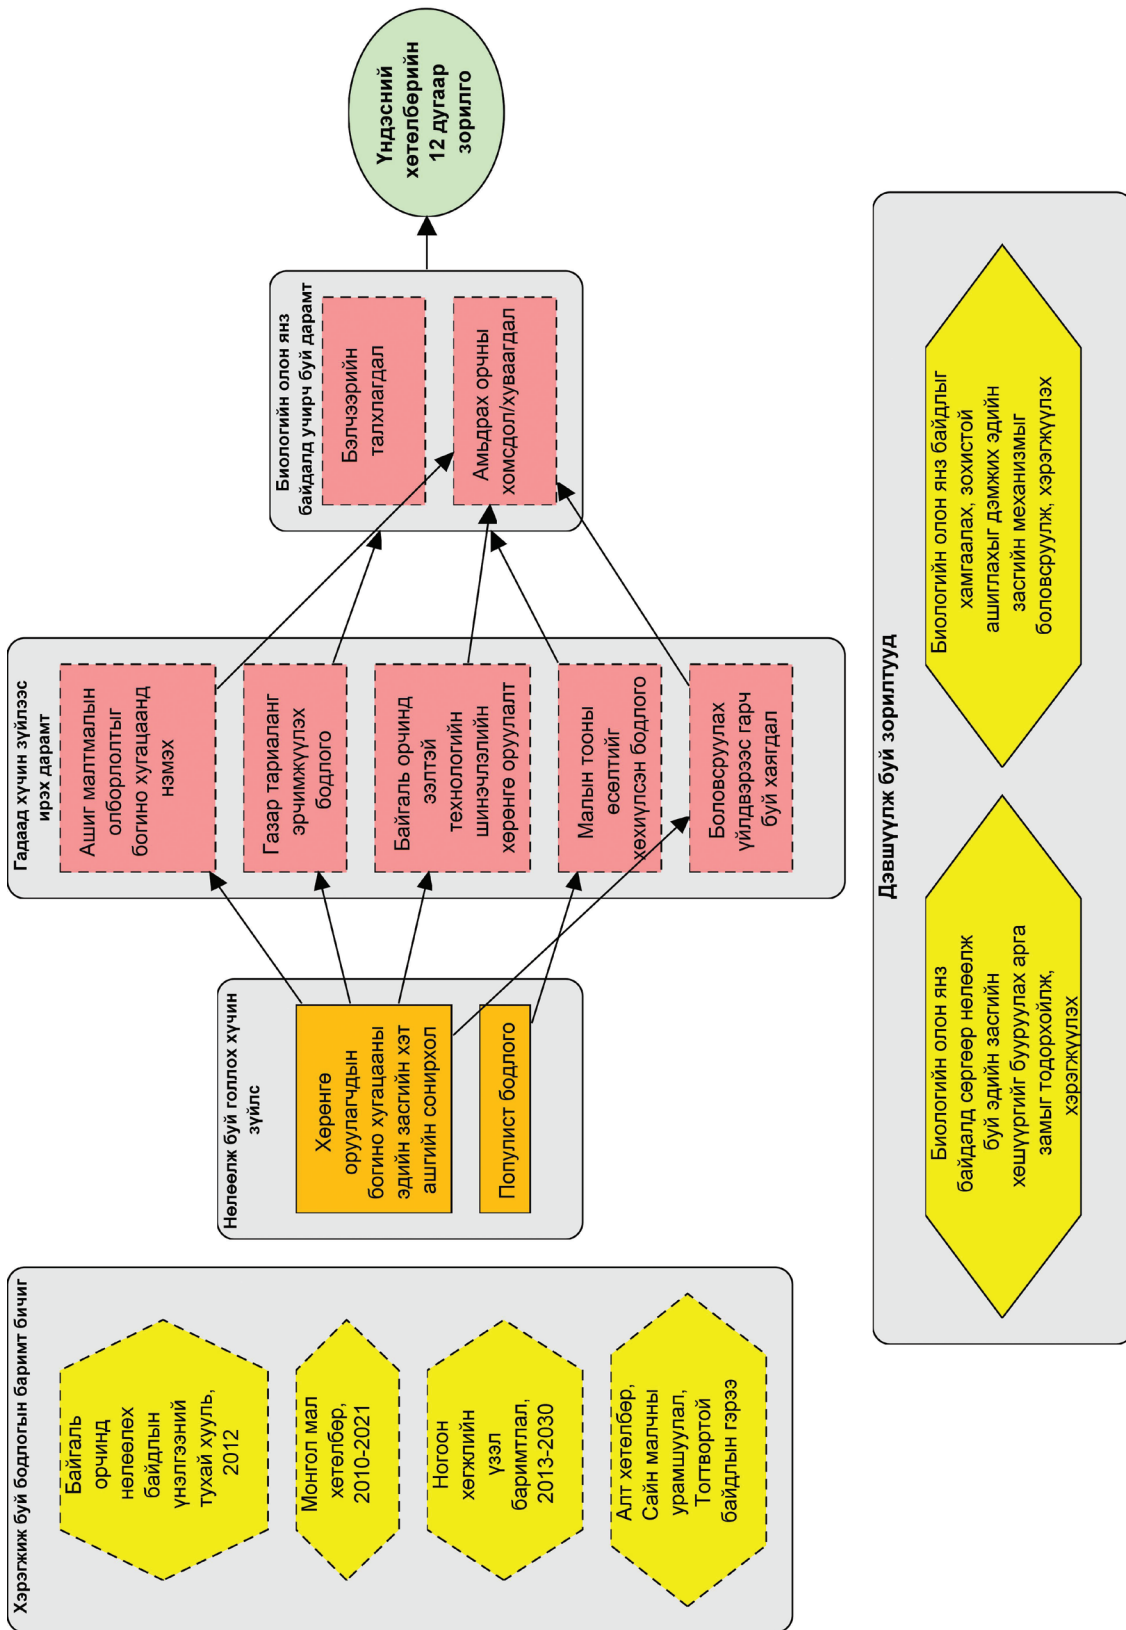 Хэрэгжиж буй бодлогын баримт бичиг
Байгаль
орчинд
нөлөөлөх
байдлын
үнэлгээний
тухай хууль,
2012
Монгол мал
хөтөлбөр,
2010-2021
Ногоон
хөгжлийн
үзэл
баримтлал,
2013-2030
Алт хөтөлбөр,
Сайн малчны
урамшуулал,
Тогтвортой
байдлын гэрээ
Нөлөөлж буй голлох хүчин
зүйлс
Хөрөнгө
оруулагчдын
богино хугацааны
эдийн засгийн хэт
ашгийн сонирхол
Популист бодлого
Гадаад хүчин зүйлээс
ирэх дарамт
Ашиг малтмалын
олборлолтыг
богино хугацаанд
нэмэх
Газар тариаланг
эрчимжүүлэх
бодлого
Байгаль орчинд
ээлтэй
технологийн
шинэчлэлийн
хөрөнгө оруулалт
Малын тооны
өсөлтийг
хөхиүлсэн бодлого
Боловсруулах
үйлдвэрээс гарч
буй хаягдал
Биологийн олон янз
байдалд учирч буй дарамт
Бэлчээрийн
талхлагдал
Амьдрах орчны
хомсдол/хуваагдал
Үндэсний
хөтөлбөрийн
12 дугаар
зорилго
Дэвшүүлж буй зорилтууд
Биологийн олон янз
байдалд сөргөөр нөлөөлж
буй эдийн засгийн
хөшүүргийг бууруулах арга
замыг тодорхойлж,
хэрэгжүүлэх
Биологийн олон янз байдлыг
хамгаалах, зохистой
ашиглахыг дэмжих эдийн
засгийн механизмыг
боловсруулж, хэрэгжүүлэх